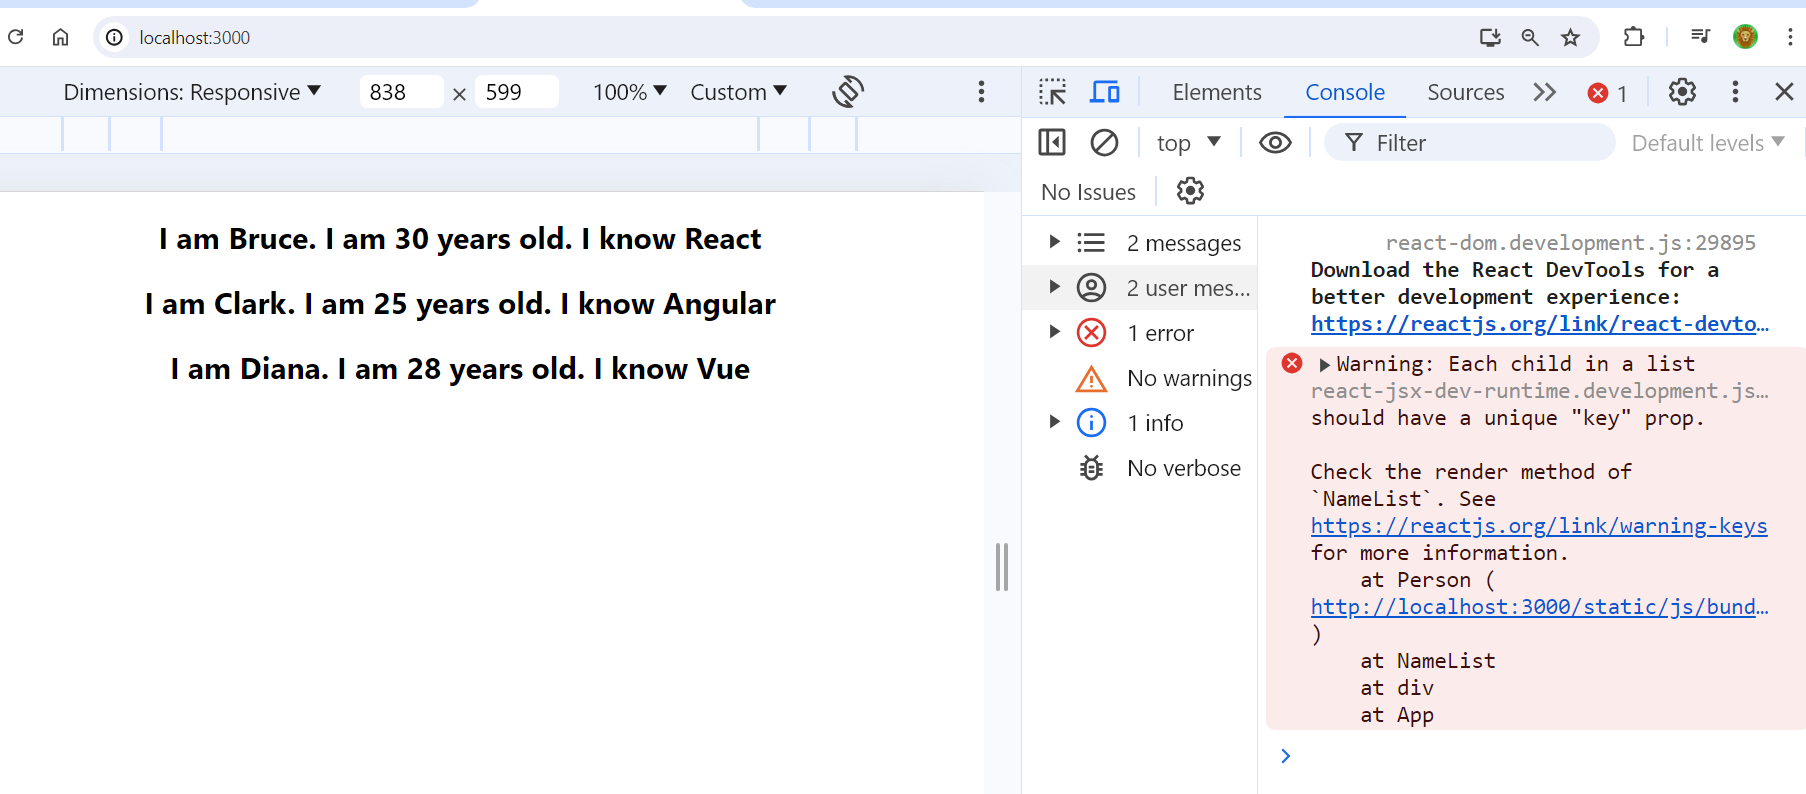 localhost:3000
Dimensions: Responsive 838 × 599 100% Custom
Elements Console Sources 1
top Filter Default levels
No Issues
I am Bruce. I am 30 years old. I know React
I am Clark. I am 25 years old. I know Angular
I am Diana. I am 28 years old. I know Vue
2 messages
2 user mes...
1 error
No warnings
1 info
No verbose
react-dom.development.js:29895
Download the React DevTools for a
better development experience:
https://reactjs.org/link/react-devto…
Warning: Each child in a list
react-jsx-dev-runtime.development.js…
should have a unique "key" prop.
Check the render method of
`NameList`. See
https://reactjs.org/link/warning-keys
for more information.
at Person (
http://localhost:3000/static/js/bund…
)
at NameList
at div
at App